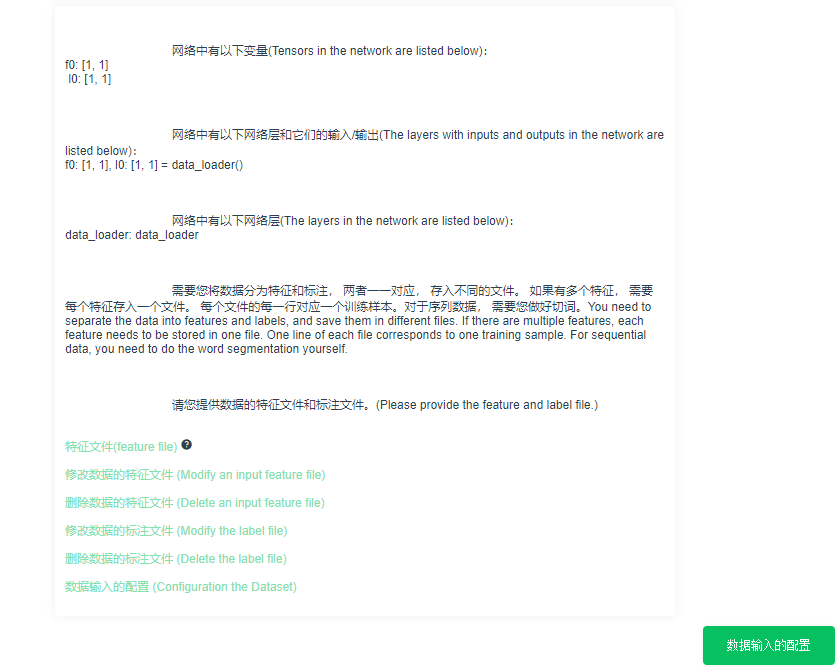 网络中有以下变量(Tensors in the network are listed below)：
f0: [1, 1]
l0: [1, 1]
网络中有以下网络层和它们的输入/输出(The layers with inputs and outputs in the network are
listed below)：
f0: [1, 1], l0: [1, 1] = data_loader()
网络中有以下网络层(The layers in the network are listed below)：
data_loader: data_loader
需要您将数据分为特征和标注， 两者一一对应， 存入不同的文件。 如果有多个特征， 需要
每个特征存入一个文件。 每个文件的每一行对应一个训练样本。对于序列数据， 需要您做好切词。You need to
separate the data into features and labels, and save them in different files. If there are multiple features, each
feature needs to be stored in one file. One line of each file corresponds to one training sample. For sequential
data, you need to do the word segmentation yourself.
请您提供数据的特征文件和标注文件。(Please provide the feature and label file.)
特征文件(feature file) ?
修改数据的特征文件 (Modify an input feature file)
删除数据的特征文件 (Delete an input feature file)
修改数据的标注文件 (Modify the label file)
删除数据的标注文件 (Delete the label file)
数据输入的配置 (Configuration the Dataset)
数据输入的配置